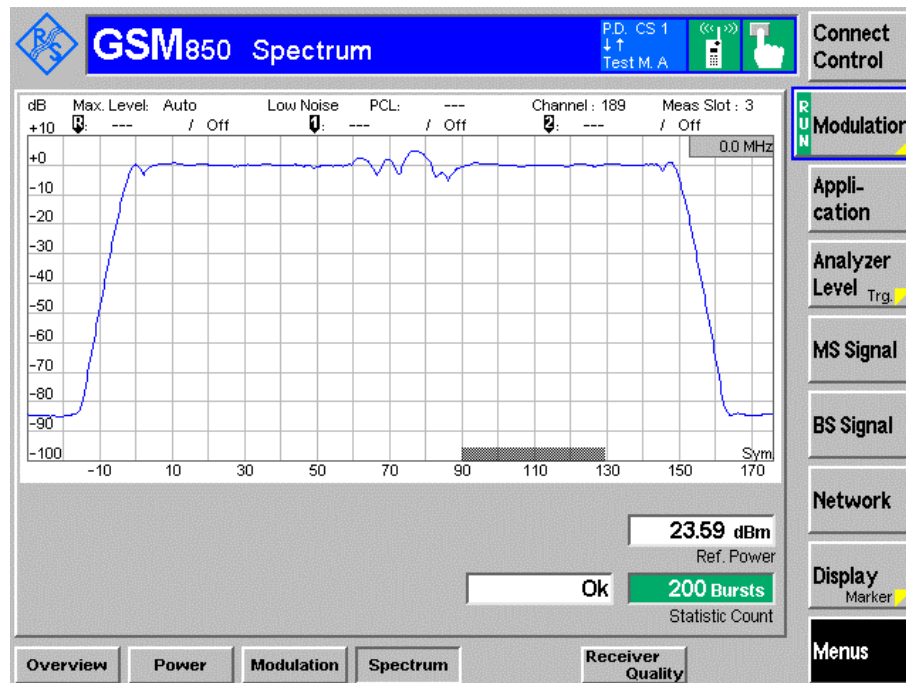 R S
GSM850 Spectrum
P.D. CS 1
↓↑
Test M. A
Connect
Control
dB Max. Level: Auto Low Noise PCL: --- Channel : 189 Meas Slot : 3
+10 R: --- / Off 1: --- / Off 2: --- / Off
0.0 MHz
RUN
Modulation
+0
-10
-20
-30
-40
-50
-60
-70
-80
-90
-100
Sym
-10 10 30 50 70 90 110 130 150 170
Appli-
cation
Analyzer
Level Trg.
MS Signal
BS Signal
Network
23.59 dBm
Ref. Power
Ok 200 Bursts
Statistic Count
Display
Marker
Overview Power Modulation Spectrum Receiver
Quality
Menus